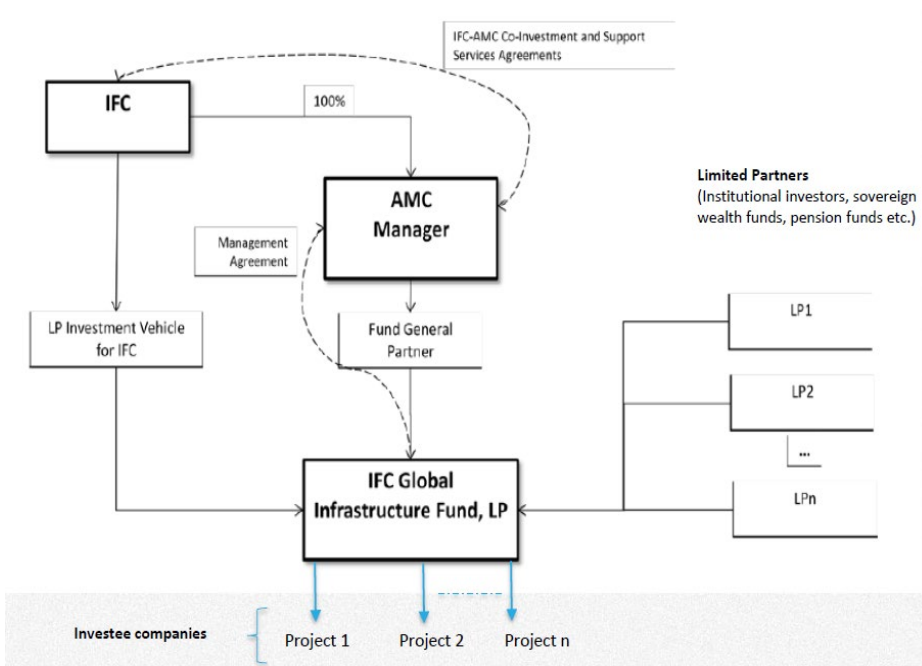 IFC-AMC Co-Investment and Support
Services Agreements
IFC
100%
Limited Partners
(Institutional investors, sovereign
wealth funds, pension funds etc.)
AMC
Manager
Management
Agreement
LP1
LP Investment Vehicle
for IFC
Fund General
Partner
LP2
...
IFC Global
Infrastructure Fund, LP
LPn
Investee companies
Project 1
Project 2
Project n